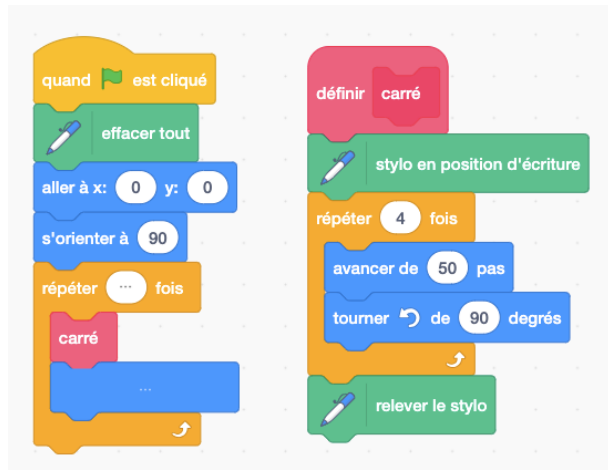 quand est cliqué
effacer tout
aller à x: 0 y: 0
s'orienter à 90
répéter ... fois
carré
...
définir carré
stylo en position d'écriture
répéter 4 fois
avancer de 50 pas
tourner de 90 degrés
relever le stylo